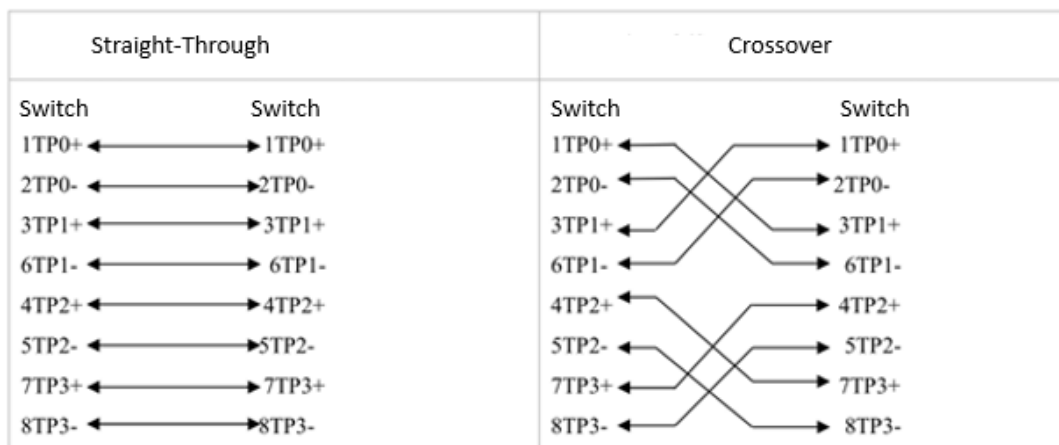 Straight-Through Crossover
Switch Switch Switch Switch
1TP0+ 1TP0+ 1TP0+ 1TP0+
2TP0- 2TP0- 2TP0- 2TP0-
3TP1+ 3TP1+ 3TP1+ 3TP1+
6TP1- 6TP1- 6TP1- 6TP1-
4TP2+ 4TP2+ 4TP2+ 4TP2+
5TP2- 5TP2- 5TP2- 5TP2-
7TP3+ 7TP3+ 7TP3+ 7TP3+
8TP3- 8TP3- 8TP3- 8TP3-